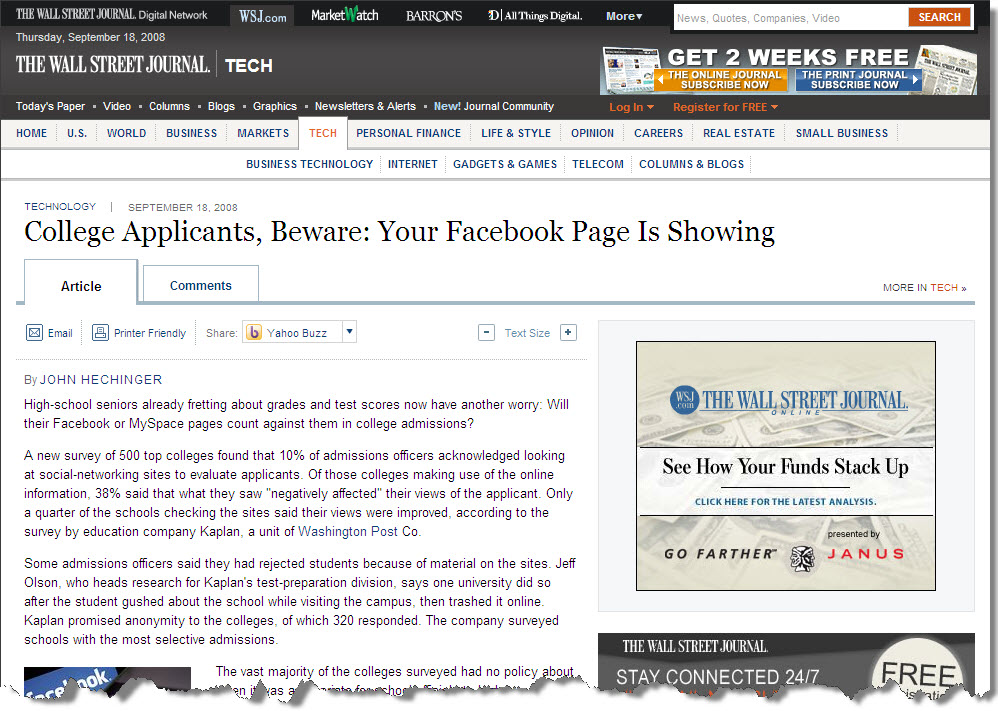 THE WALL STREET JOURNAL. Digital Network
WSJ.com
MarketWatch
BARRON'S
D | All Things Digital.
More▾
News, Quotes, Companies, Video
SEARCH
Thursday, September 18, 2008
THE WALL STREET JOURNAL. | TECH
GET 2 WEEKS FREE
THE ONLINE JOURNAL
SUBSCRIBE NOW
THE PRINT JOURNAL
SUBSCRIBE NOW
Today's Paper • Video • Columns • Blogs • Graphics • Newsletters & Alerts • New! Journal Community
Log In ▾ Register for FREE ▾
HOME U.S. WORLD BUSINESS MARKETS TECH PERSONAL FINANCE LIFE & STYLE OPINION CAREERS REAL ESTATE SMALL BUSINESS
BUSINESS TECHNOLOGY INTERNET GADGETS & GAMES TELECOM COLUMNS & BLOGS
TECHNOLOGY | SEPTEMBER 18, 2008
College Applicants, Beware: Your Facebook Page Is Showing
Article
Comments
MORE IN TECH »
Email
Printer Friendly
Share: Yahoo Buzz
- Text Size +
By JOHN HECHINGER
High-school seniors already fretting about grades and test scores now have another worry: Will
their Facebook or MySpace pages count against them in college admissions?
A new survey of 500 top colleges found that 10% of admissions officers acknowledged looking
at social-networking sites to evaluate applicants. Of those colleges making use of the online
information, 38% said that what they saw "negatively affected" their views of the applicant. Only
a quarter of the schools checking the sites said their views were improved, according to the
survey by education company Kaplan, a unit of Washington Post Co.
Some admissions officers said they had rejected students because of material on the sites. Jeff
Olson, who heads research for Kaplan's test-preparation division, says one university did so
after the student gushed about the school while visiting the campus, then trashed it online.
Kaplan promised anonymity to the colleges, of which 320 responded. The company surveyed
schools with the most selective admissions.
facebook.
The vast majority of the colleges surveyed had no policy about
WSJ.com THE WALL STREET JOURNAL.
ONLINE
See How Your Funds Stack Up
CLICK HERE FOR THE LATEST ANALYSIS.
presented by
GO FARTHER™ JANUS
THE WALL STREET JOURNAL.
STAY CONNECTED 24/7
FREE